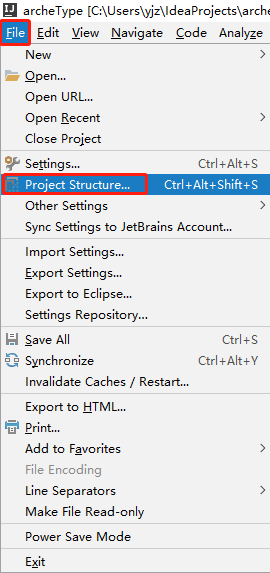 archeType [C:\Users\yjz\IdeaProjects\arche
File Edit View Navigate Code Analyze
New
Open...
Open URL...
Open Recent
Close Project
Settings... Ctrl+Alt+S
Project Structure... Ctrl+Alt+Shift+S
Other Settings
Sync Settings to JetBrains Account...
Import Settings...
Export Settings...
Export to Eclipse...
Settings Repository...
Save All Ctrl+S
Synchronize Ctrl+Alt+Y
Invalidate Caches / Restart...
Export to HTML...
Print...
Add to Favorites
File Encoding
Line Separators
Make File Read-only
Power Save Mode
Exit